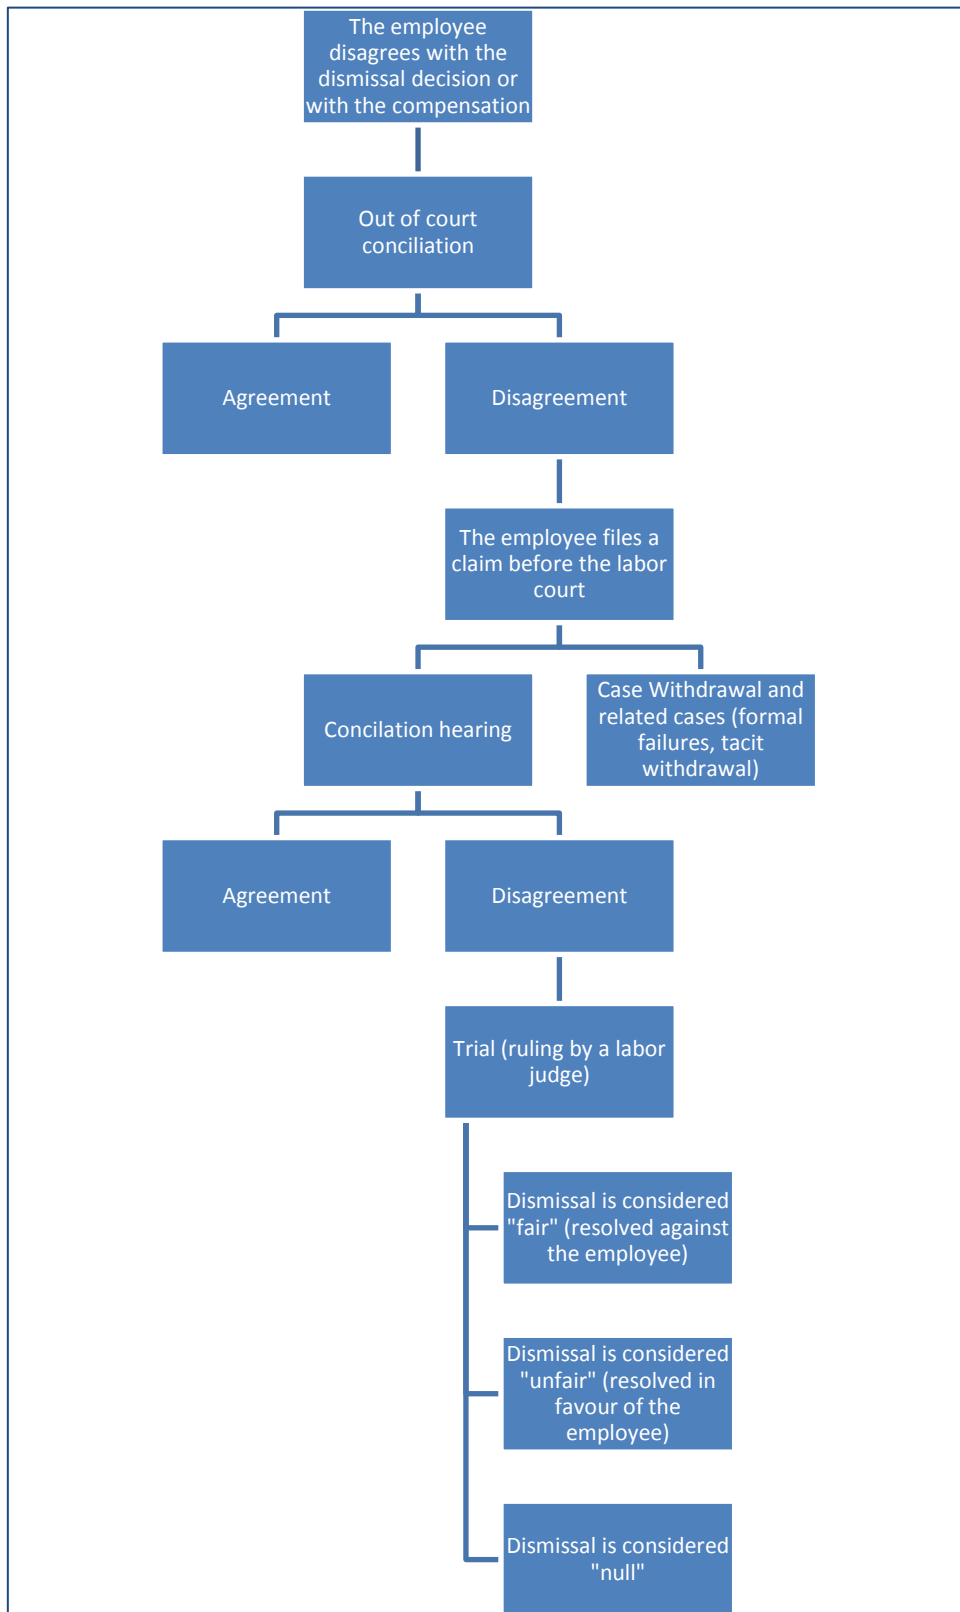 The employee
disagrees with the
dismissal decision or
with the compensation
Out of court
conciliation
Agreement
Disagreement
The employee files a
claim before the labor
court
Concilation hearing
Case Withdrawal and
related cases (formal
failures, tacit
withdrawal)
Agreement
Disagreement
Trial (ruling by a labor
judge)
Dismissal is considered
"fair" (resolved against
the employee)
Dismissal is considered
"unfair" (resolved in
favour of the
employee)
Dismissal is considered
"null"